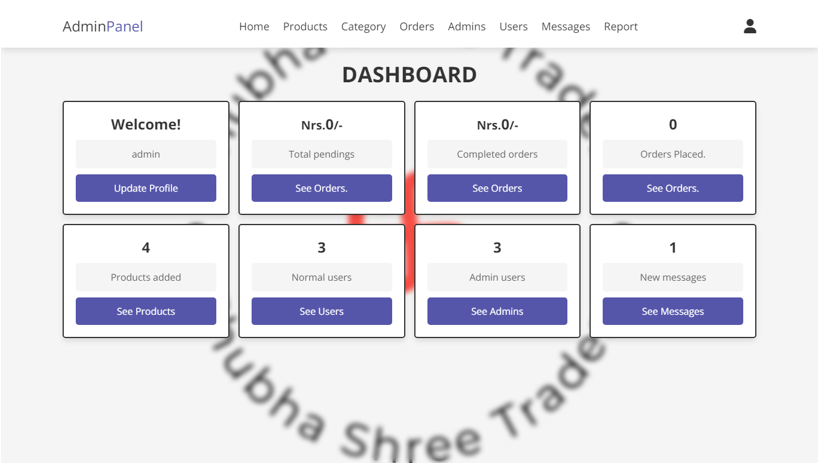 AdminPanel
Home Products Category Orders Admins Users Messages Report
DASHBOARD
Welcome!
admin
Update Profile
Nrs.0/-
Total pendings
See Orders.
Nrs.0/-
Completed orders
See Orders
0
Orders Placed.
See Orders.
4
Products added
See Products
3
Normal users
See Users
3
Admin users
See Admins
1
New messages
See Messages
Shree Trade